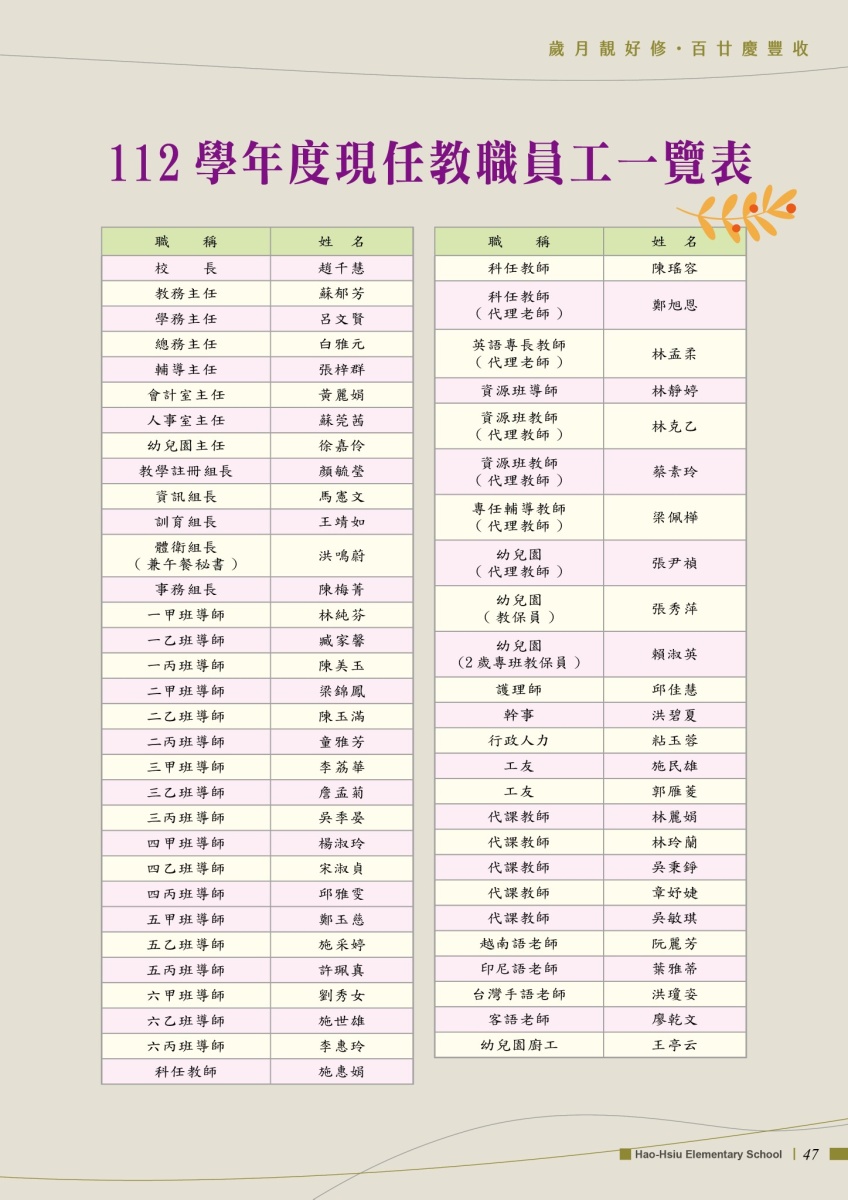 歲月靚好修·百廿慶豐收
112學年度現任教職員工一覽表
職稱 姓名
校長 趙千慧
教務主任 蘇郁芳
學務主任 呂文賢
總務主任 白雅元
輔導主任 張梓群
會計室主任 黃麗娟
人事室主任 蘇莞茜
幼兒園主任 徐嘉伶
教學註冊組長 顏毓瑩
資訊組長 馬憲文
訓育組長 王靖如
體衛組長
(兼午餐秘書) 洪鳴蔚
事務組長 陳梅菁
一甲班導師 林純芬
一乙班導師 臧家馨
一丙班導師 陳美玉
二甲班導師 梁錦鳳
二乙班導師 陳玉滿
二丙班導師 童雅芳
三甲班導師 李荔華
三乙班導師 詹孟菊
三丙班導師 吳季晏
四甲班導師 楊淑玲
四乙班導師 宋淑貞
四丙班導師 邱雅雯
五甲班導師 鄭玉慈
五乙班導師 施采婷
五丙班導師 許珮真
六甲班導師 劉秀女
六乙班導師 施世雄
六丙班導師 李惠玲
科任教師 施惠娟
職稱 姓名
科任教師 陳瑤容
科任教師
(代理老師) 鄭旭恩
英語專長教師
(代理老師) 林孟柔
資源班導師 林靜婷
資源班教師
(代理教師) 林克乙
資源班教師
(代理教師) 蔡素玲
專任輔導教師
(代理教師) 梁佩樺
幼兒園
(代理教師) 張尹禎
幼兒園
(教保員) 張秀萍
幼兒園
(2歲專班教保員) 賴淑英
護理師 邱佳慧
幹事 洪碧夏
行政人力 粘玉蓉
工友 施民雄
工友 郭雁菱
代課教師 林麗娟
代課教師 林玲蘭
代課教師 吳秉錚
代課教師 章妤婕
代課教師 吳敏琪
越南語老師 阮麗芳
印尼語老師 葉雅蒂
台灣手語老師 洪瓊姿
客語老師 廖乾文
幼兒園廚工 王亭云
Hao-Hsiu Elementary School | 47